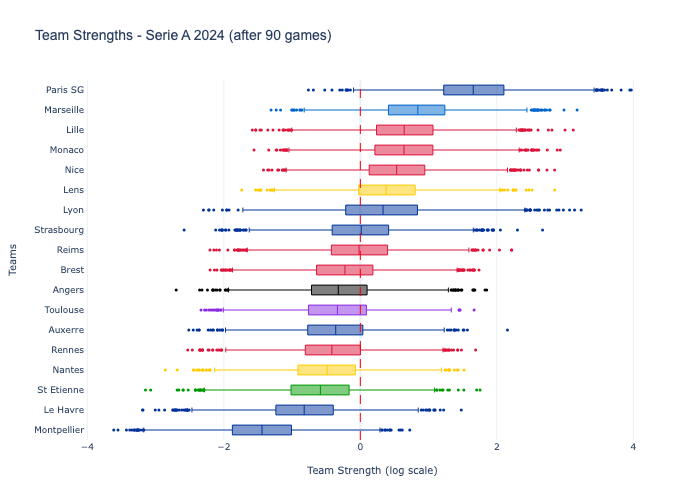 Team Strengths - Serie A 2024 (after 90 games)
Paris SG
Marseille
Lille
Monaco
Nice
Lens
Lyon
Strasbourg
Reims
Brest
Angers
Toulouse
Auxerre
Rennes
Nantes
St Etienne
Le Havre
Montpellier
Teams
−4 −2 0 2 4
Team Strength (log scale)